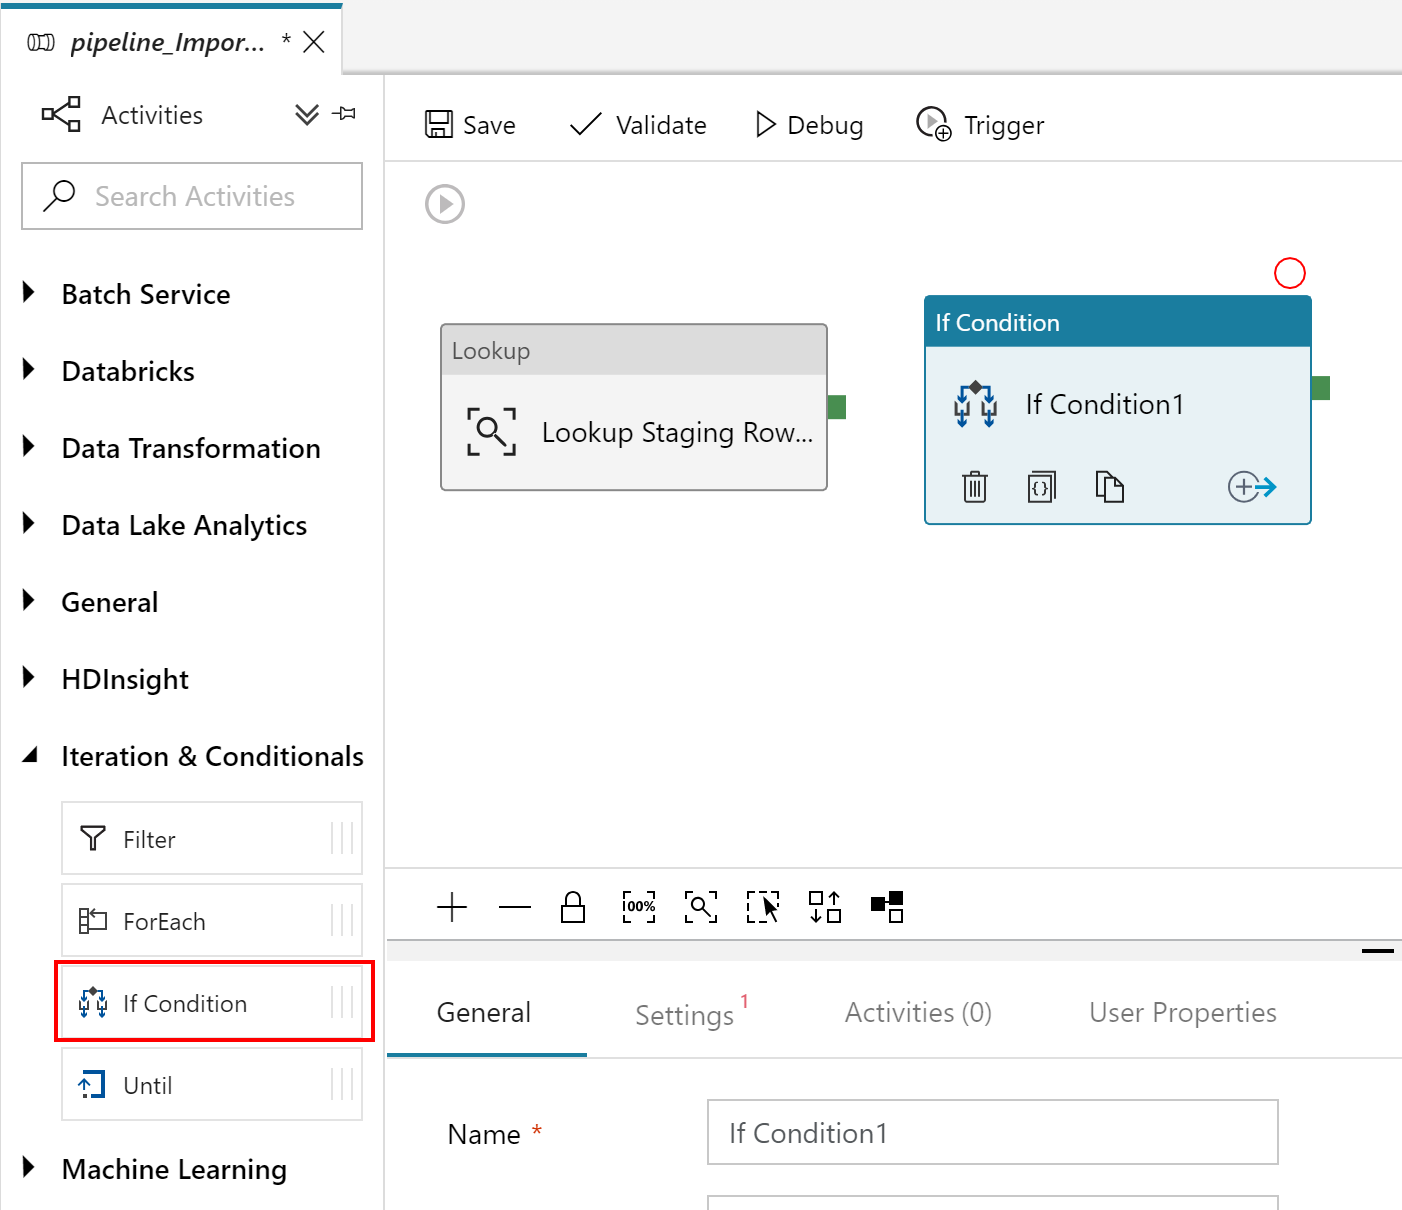 pipeline_Impor... *
Activities
Search Activities
Batch Service
Databricks
Data Transformation
Data Lake Analytics
General
HDInsight
Iteration & Conditionals
Filter
ForEach
If Condition
Until
Machine Learning
Save
Validate
Debug
Trigger
Lookup
Lookup Staging Row...
If Condition
If Condition1
{}
00%
General
Settings 1
Activities (0)
User Properties
Name *
If Condition1